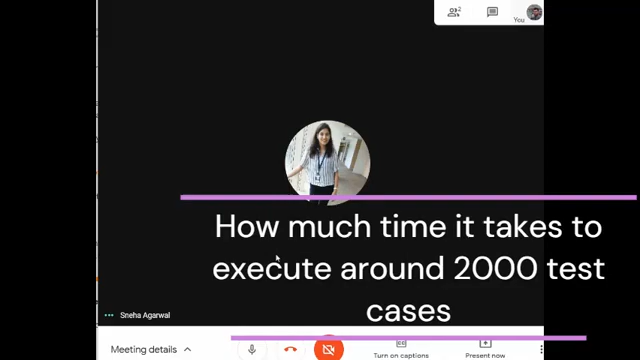 2
You
How much time it takes to
execute around 2000 test
cases
Sneha Agarwal
Meeting details
Turn on captions
Present now